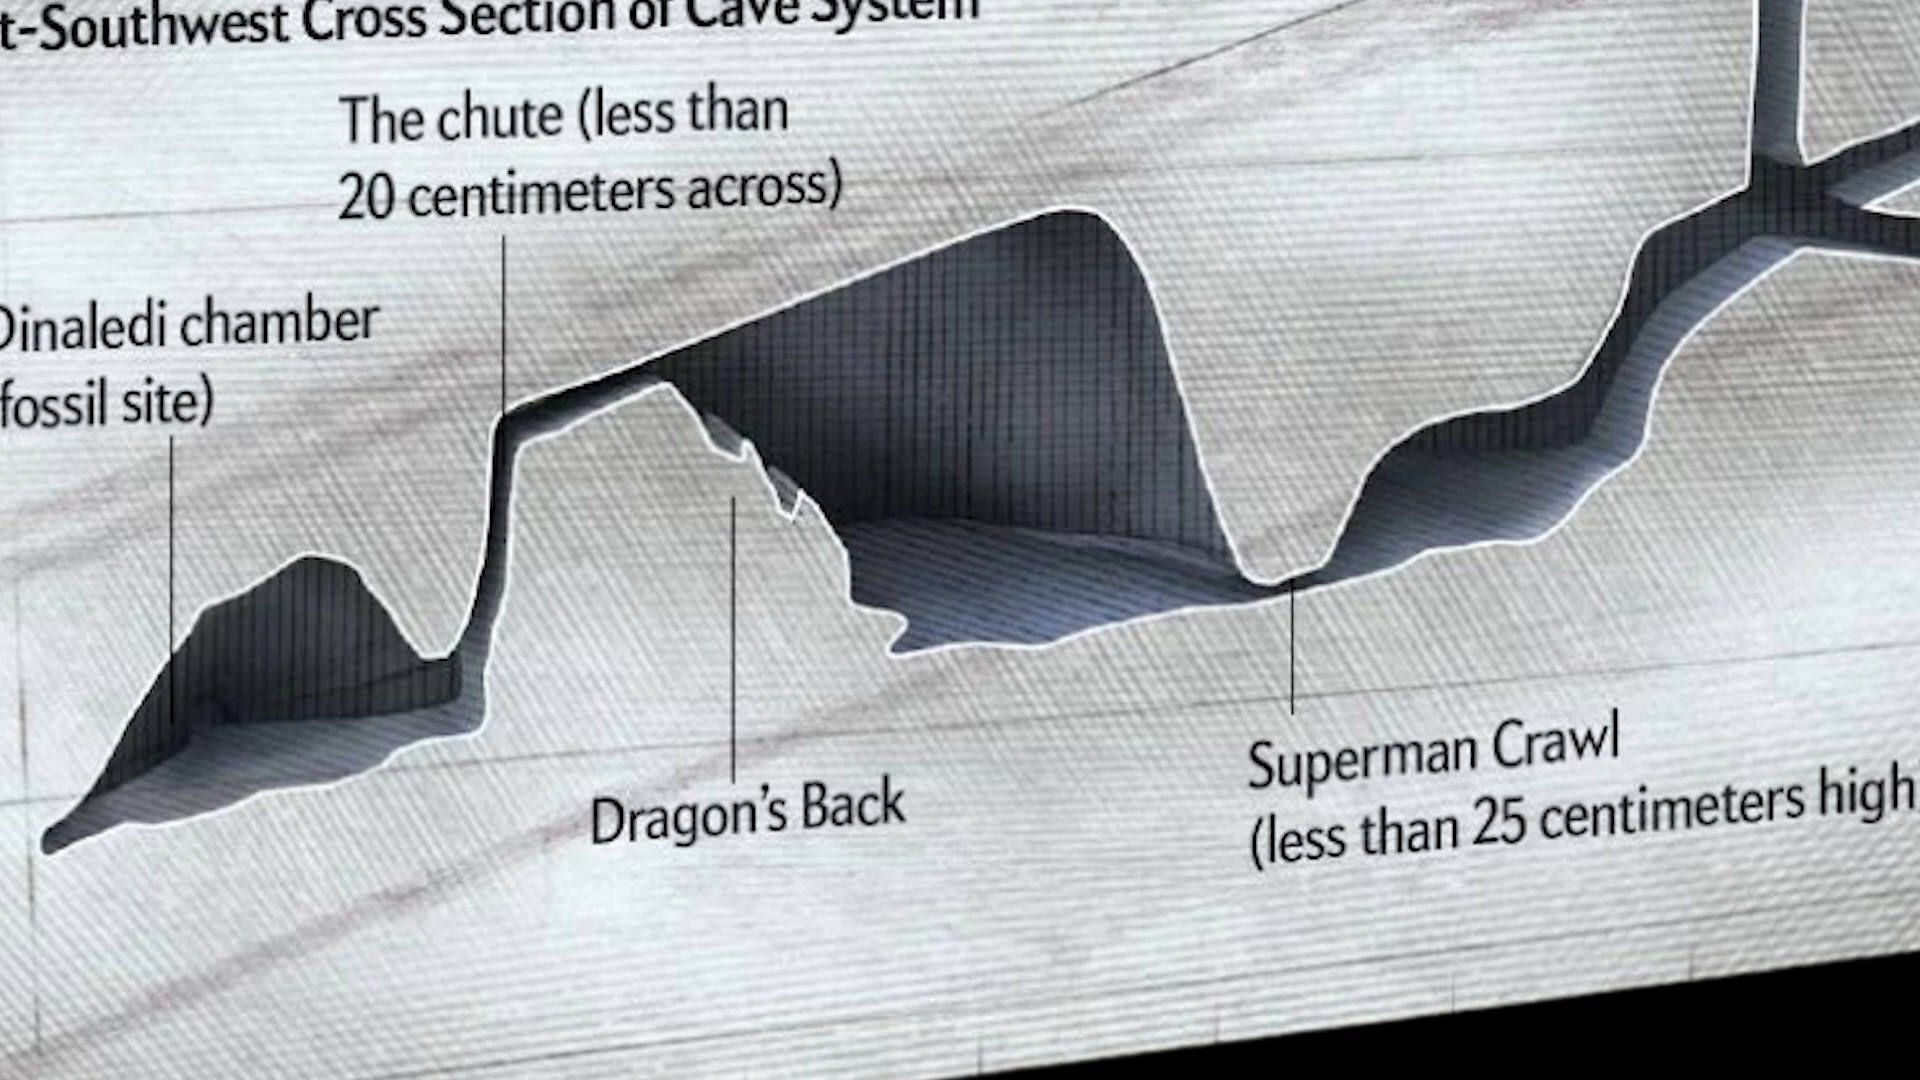 t-Southwest Cross Section of Cave System
The chute (less than
20 centimeters across)
Dinaledi chamber
fossil site)
Dragon's Back
Superman Crawl
(less than 25 centimeters high